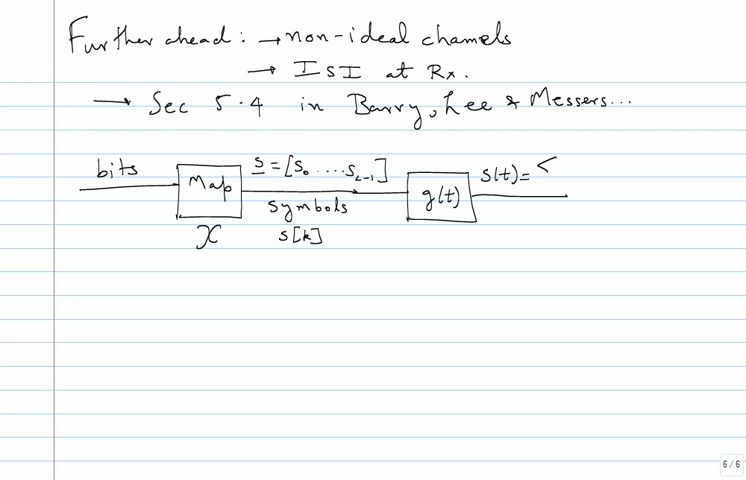 Further ahead: → non-ideal channels
→ ISI at Rx.
→ Sec 5.4 in Barry, Lee & Messers...
bits
Map
s = [s₀ .... s_L-1]
g(t)
s(t) = <
symbols
X
s[k]
6 / 6